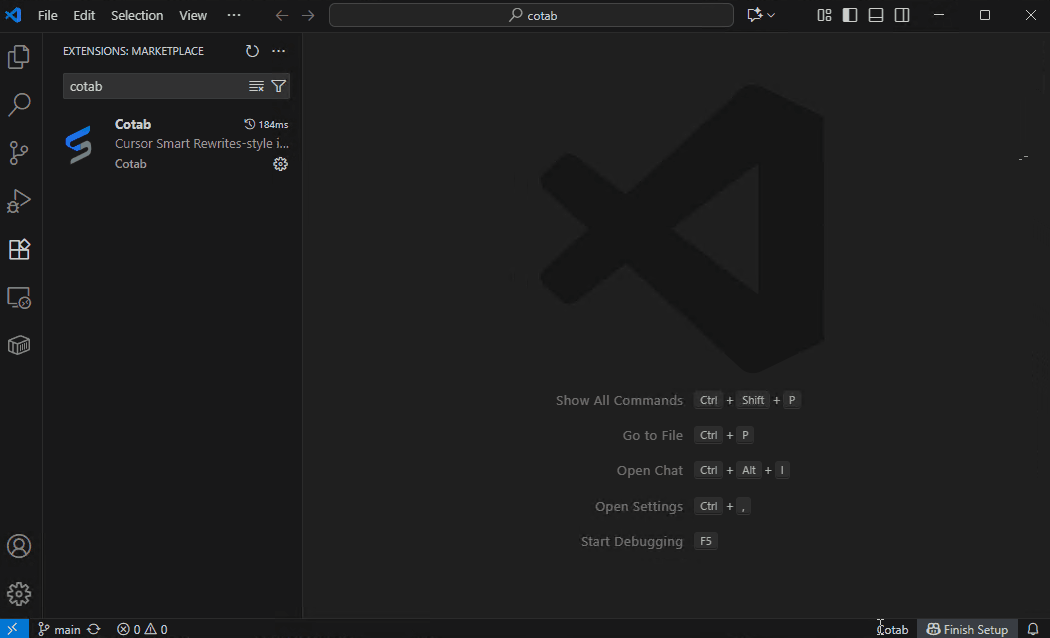 File Edit Selection View ··· cotab
EXTENSIONS: MARKETPLACE
cotab
Cotab 184ms
Cursor Smart Rewrites-style i...
Cotab
Show All Commands Ctrl + Shift + P
Go to File Ctrl + P
Open Chat Ctrl + Alt + I
Open Settings Ctrl + ,
Start Debugging F5
main 0 0 Cotab Finish Setup